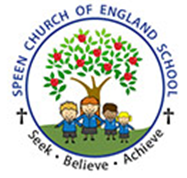 SPEEN CHURCH OF ENGLAND SCHOOL
Seek • Believe • Achieve